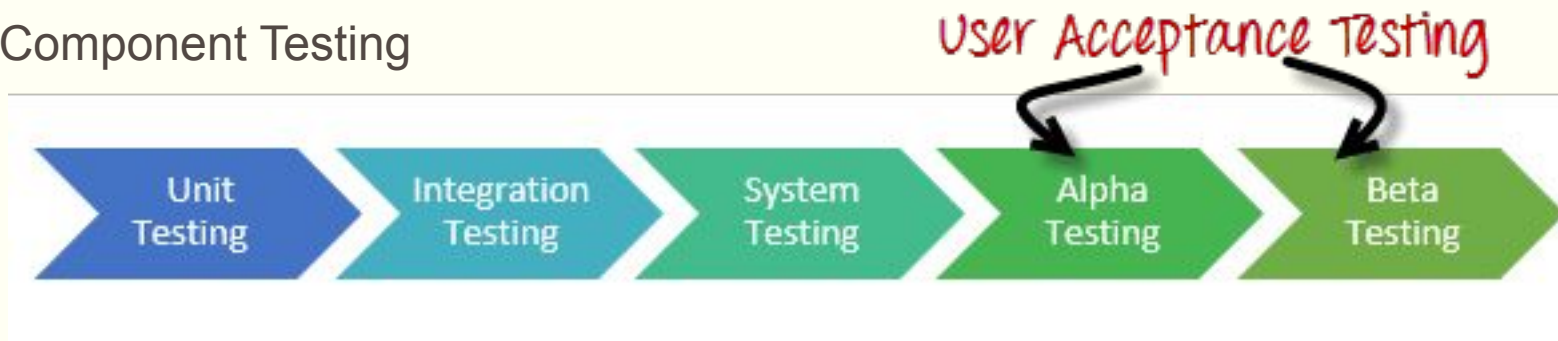 Component Testing
User Acceptance Testing
Unit
Testing
Integration
Testing
System
Testing
Alpha
Testing
Beta
Testing